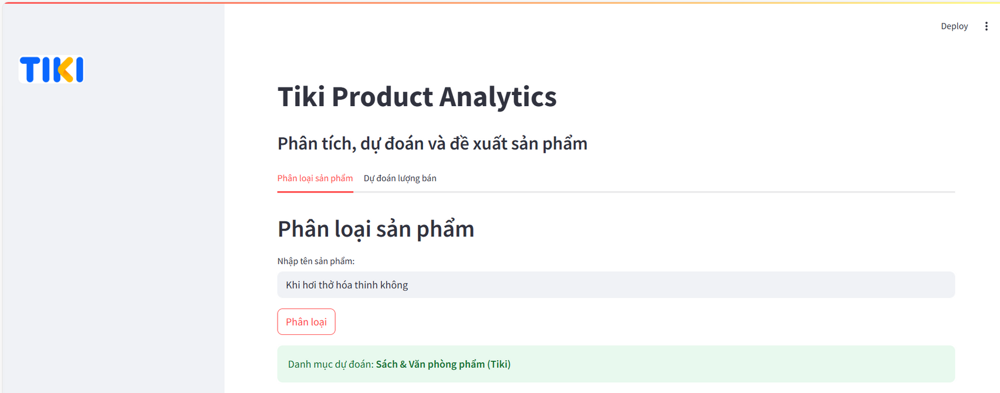 Deploy
TIKI
Tiki Product Analytics
Phân tích, dự đoán và đề xuất sản phẩm
Phân loại sản phẩm Dự đoán lượng bán
Phân loại sản phẩm
Nhập tên sản phẩm:
Khi hơi thở hóa thinh không
Phân loại
Danh mục dự đoán: Sách & Văn phòng phẩm (Tiki)